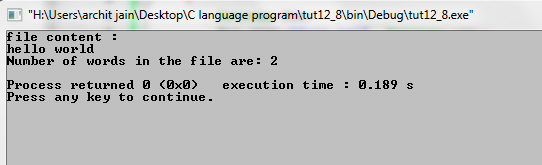 "H:\Users\archit jain\Desktop\C language program\tut12_8\bin\Debug\tut12_8.exe"
file content :
hello world
Number of words in the file are: 2
Process returned 0 (0x0)   execution time : 0.189 s
Press any key to continue.